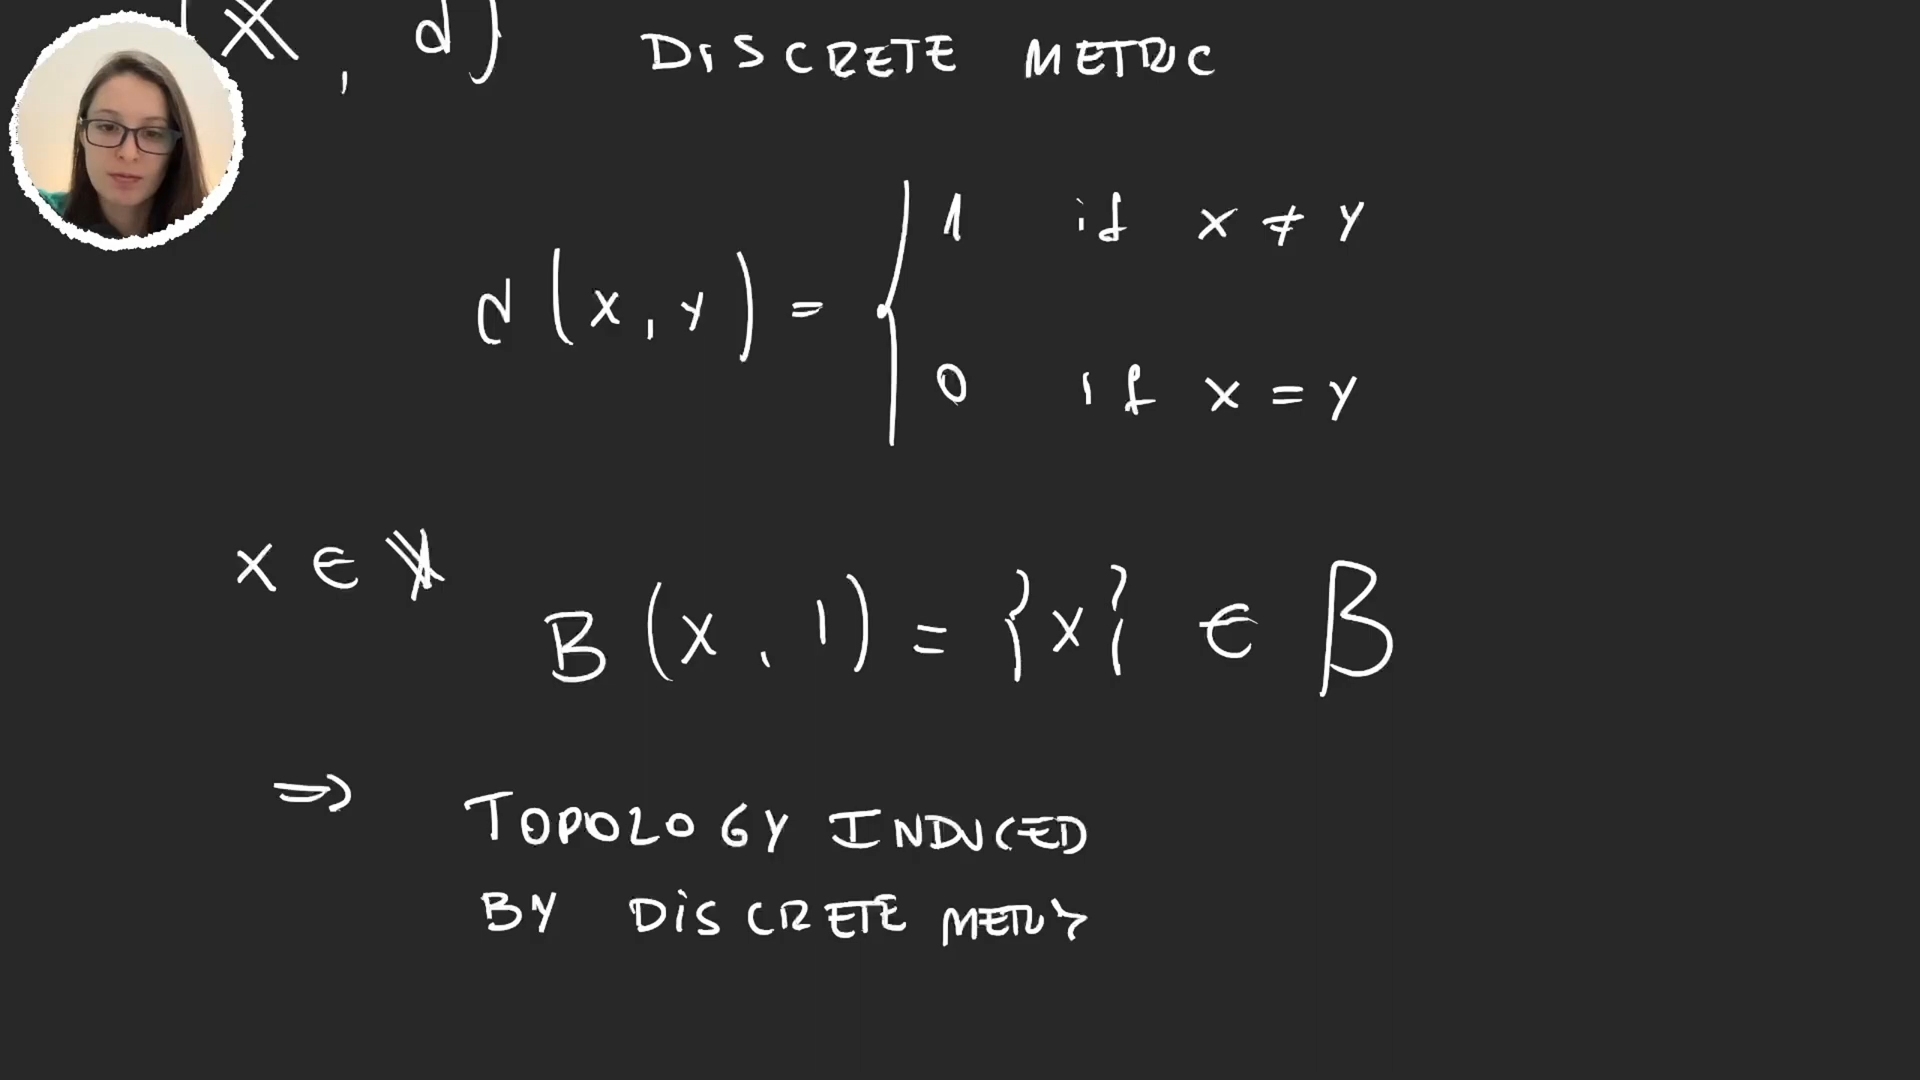 (X, d) DISCRETE METRIC
d(x, y) = { 1 if x ≠ y
0 if x = y
x ∈ X
B(x, 1) = {x} ∈ β
⇒ TOPOLOGY INDUCED
BY DISCRETE METRIC